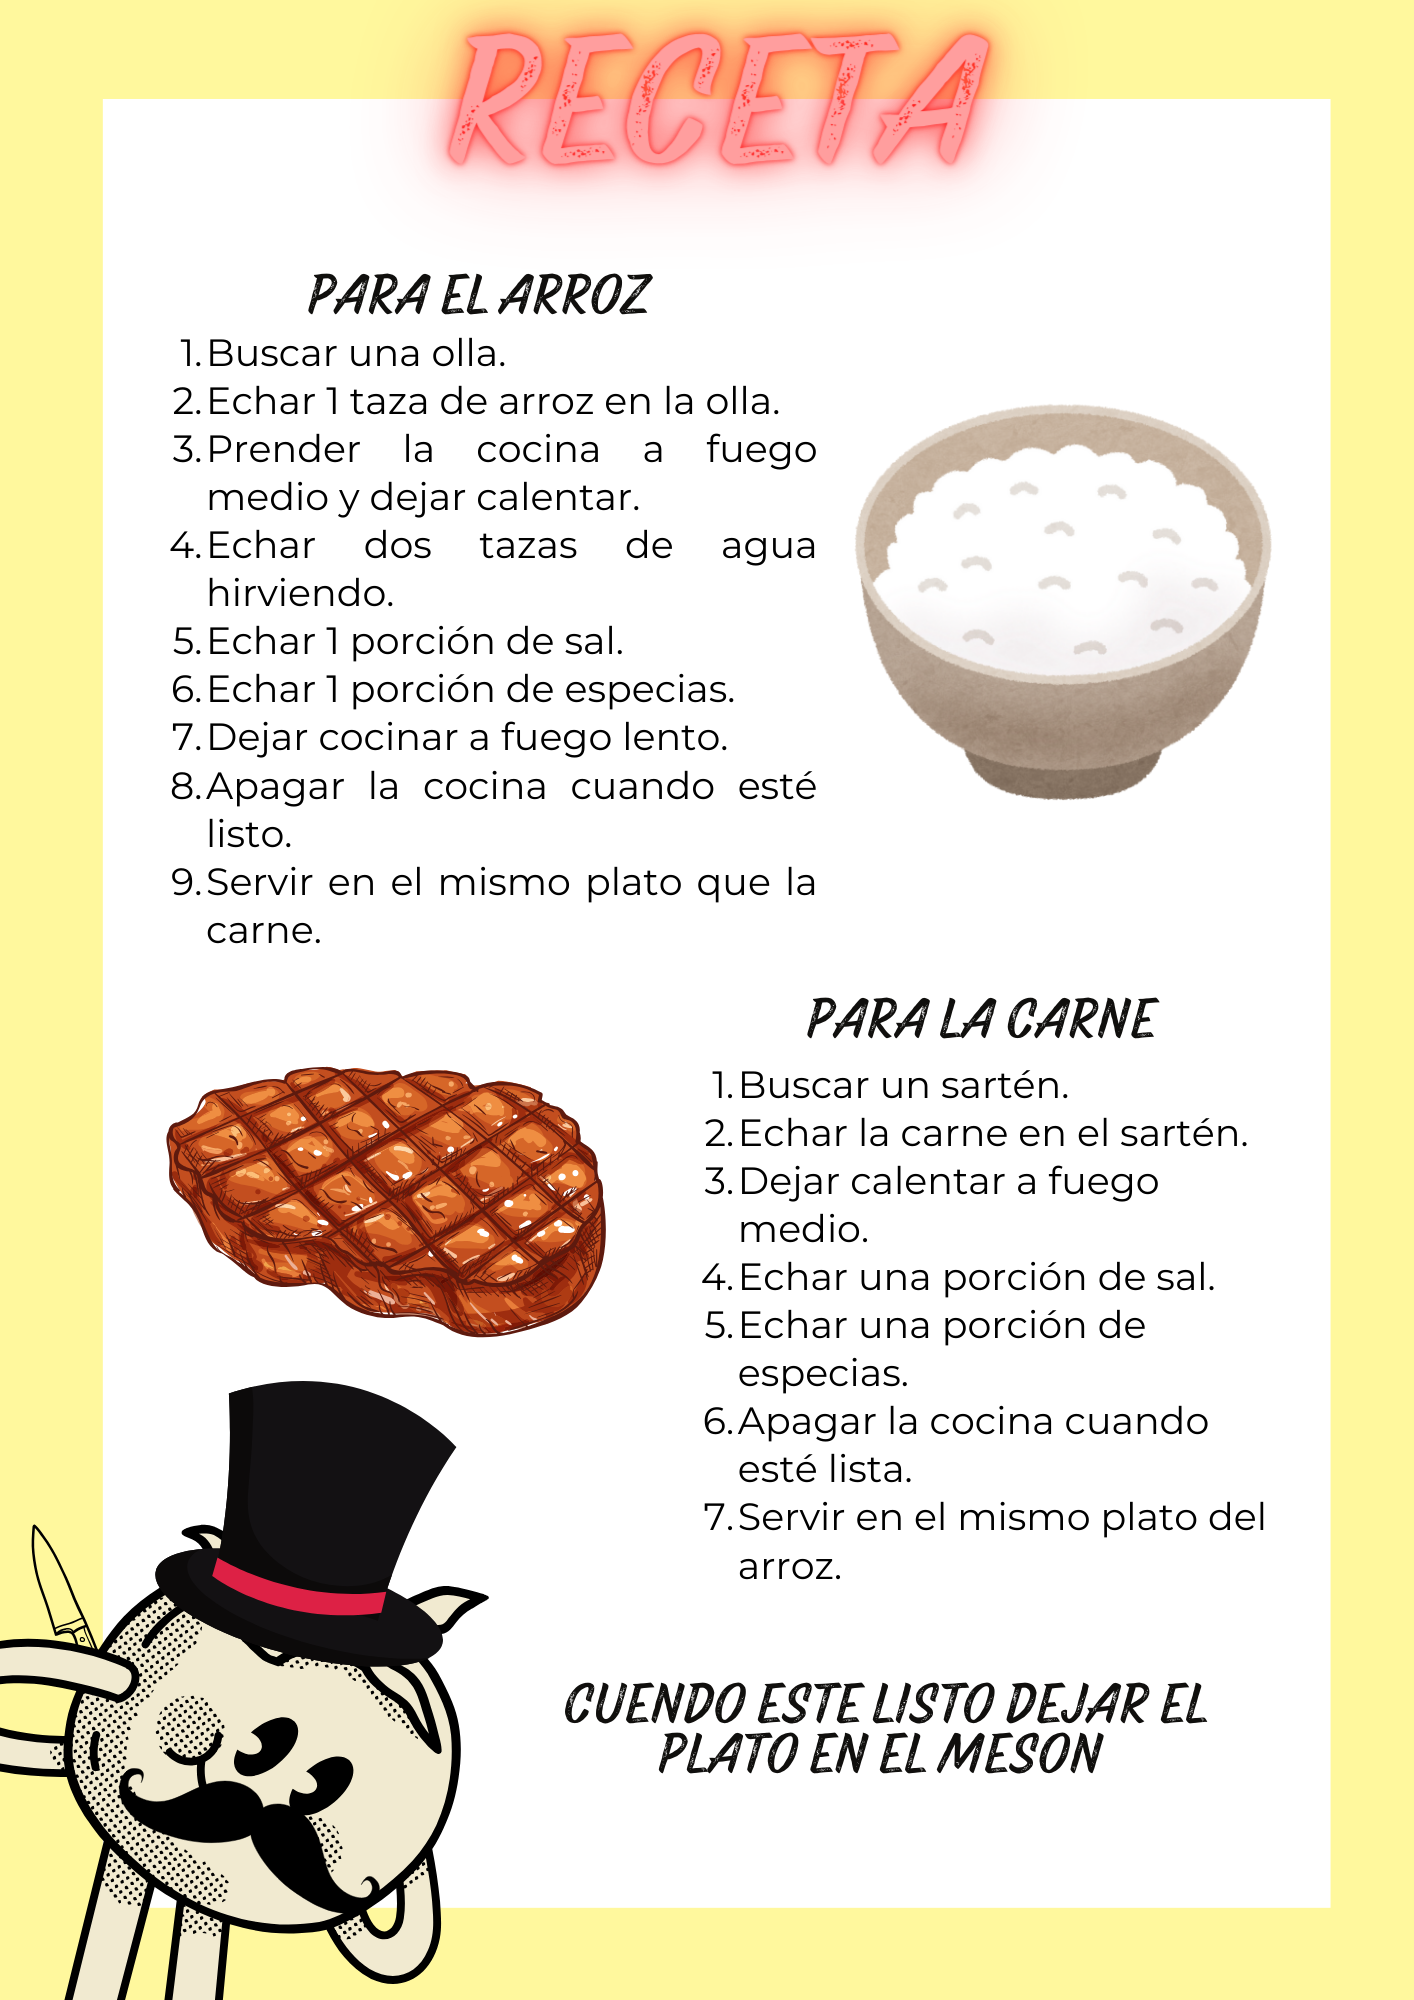 RECETA
PARA EL ARROZ
1. Buscar una olla.
2. Echar 1 taza de arroz en la olla.
3. Prender la cocina a fuego
medio y dejar calentar.
4. Echar dos tazas de agua
hirviendo.
5. Echar 1 porción de sal.
6. Echar 1 porción de especias.
7. Dejar cocinar a fuego lento.
8. Apagar la cocina cuando esté
listo.
9. Servir en el mismo plato que la
carne.
PARA LA CARNE
1. Buscar un sartén.
2. Echar la carne en el sartén.
3. Dejar calentar a fuego
medio.
4. Echar una porción de sal.
5. Echar una porción de
especias.
6. Apagar la cocina cuando
esté lista.
7. Servir en el mismo plato del
arroz.
CUENDO ESTE LISTO DEJAR EL
PLATO EN EL MESON